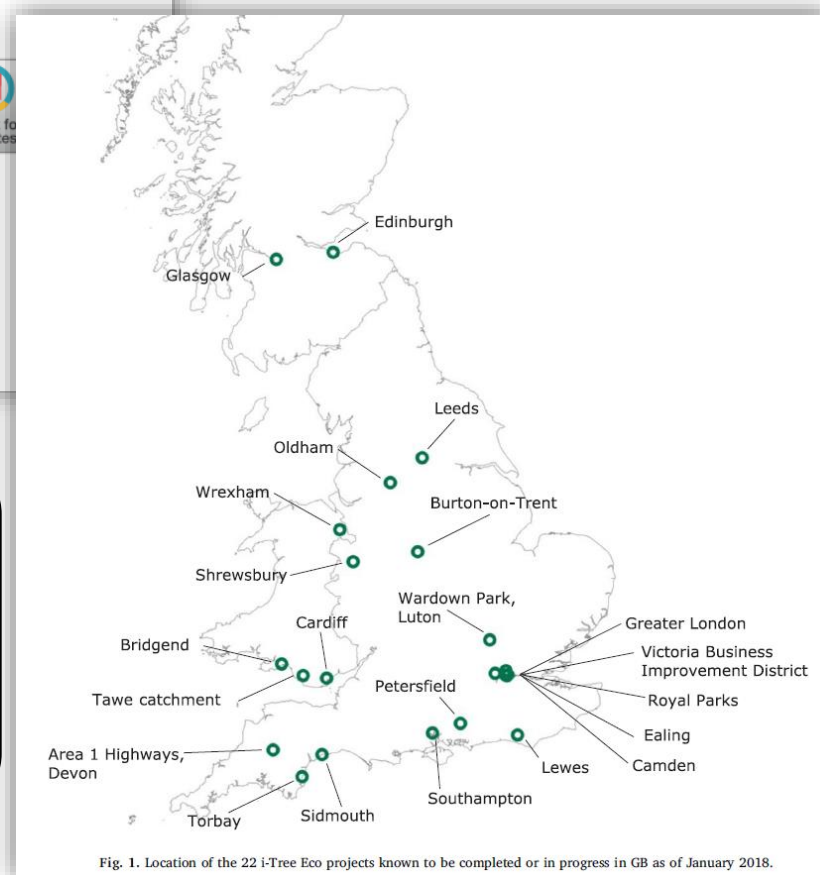 Edinburgh
Glasgow
Leeds
Oldham
Wrexham
Burton-on-Trent
Shrewsbury
Wardown Park,
Luton
Cardiff
Greater London
Bridgend
Victoria Business
Improvement District
Petersfield
Tawe catchment
Royal Parks
Ealing
Area 1 Highways,
Devon
Lewes
Camden
Southampton
Sidmouth
Torbay
Fig. 1. Location of the 22 i-Tree Eco projects known to be completed or in progress in GB as of January 2018.